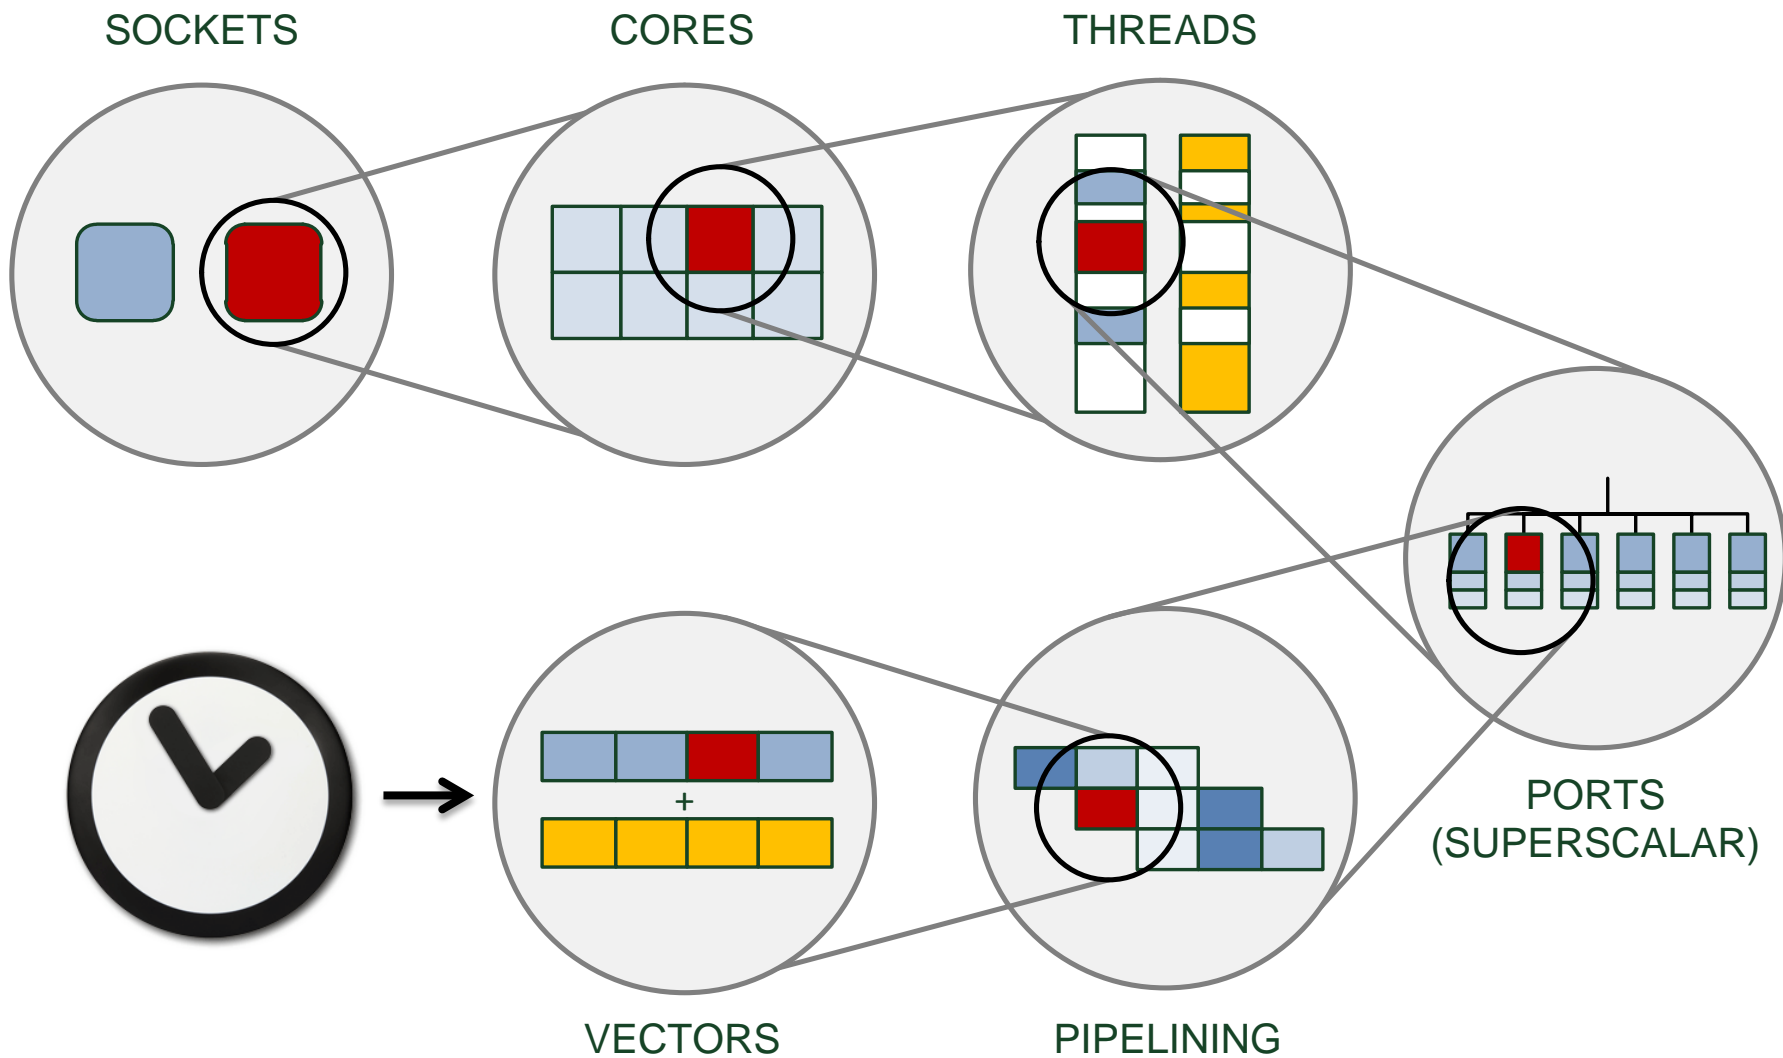 SOCKETS
CORES
THREADS
+
PORTS
(SUPERSCALAR)
VECTORS
PIPELINING